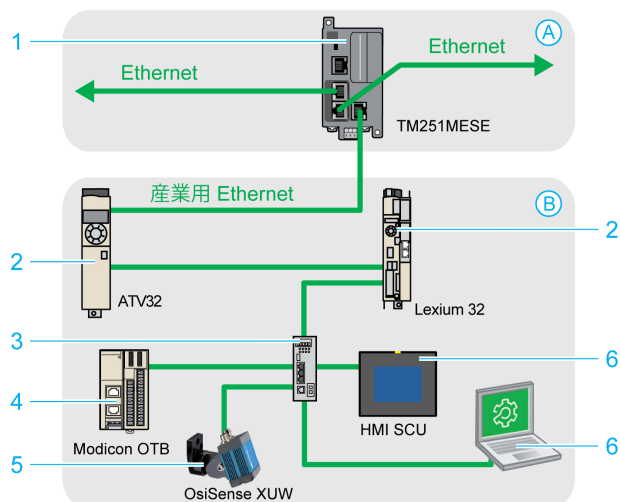 1
A
Ethernet
Ethernet
TM251MESE
産業用 Ethernet
B
2
2
ATV32
Lexium 32
3
6
4
HMI SCU
Modicon OTB
6
5
OsiSense XUW